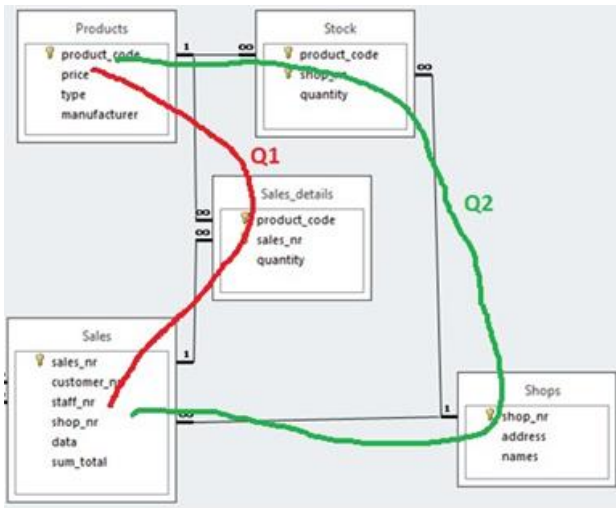 Products
product_code
price
type
manufacturer
1
∞
Stock
product_code
shop_nr
quantity
∞
Q1
Q2
Sales_details
∞
product_code
∞
sales_nr
quantity
Sales
1
sales_nr
customer_nr
staff_nr
shop_nr
∞
data
sum_total
Shops
1
shop_nr
address
names